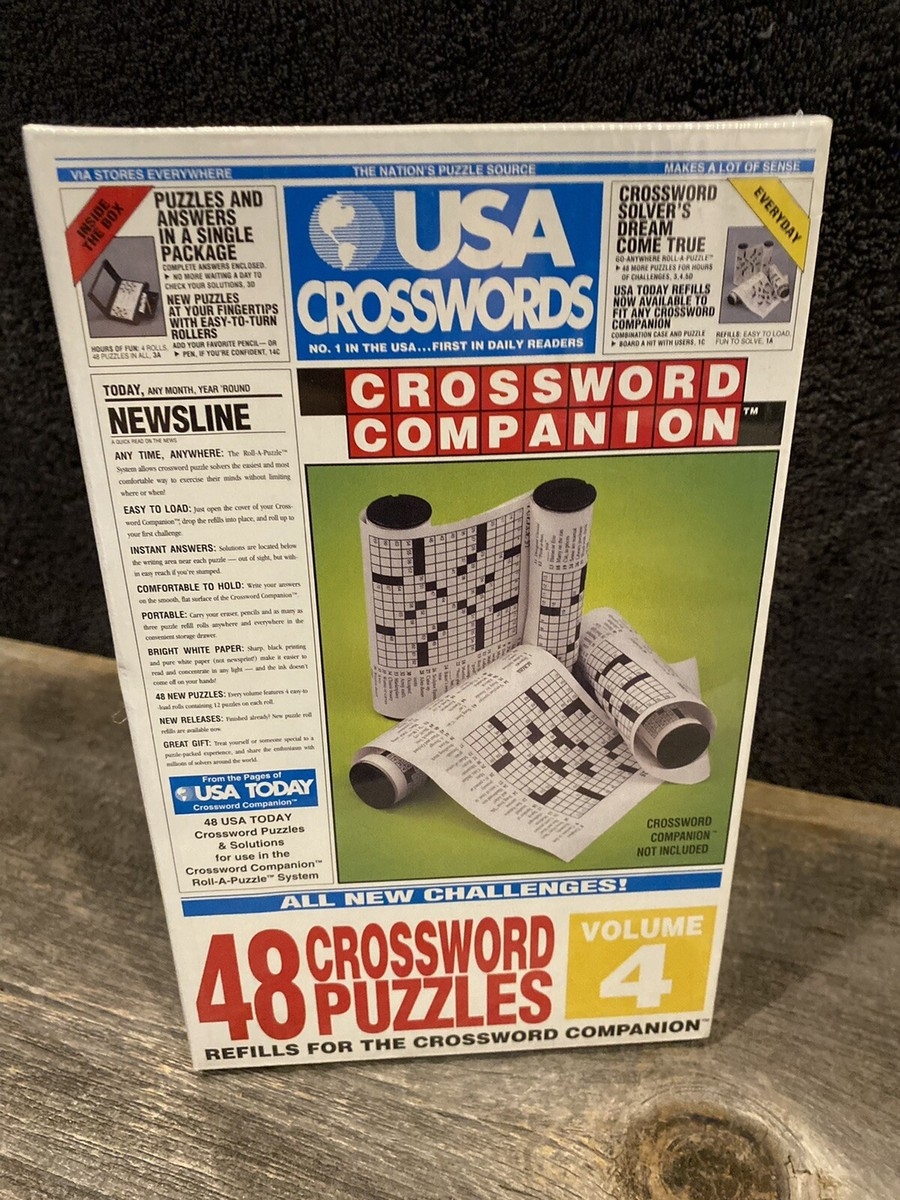 VIA STORES EVERYWHERE
THE NATION'S PUZZLE SOURCE
MAKES A LOT OF SENSE
INSIDE
THE BOX
PUZZLES AND
ANSWERS
IN A SINGLE
PACKAGE
COMPLETE ANSWERS ENCLOSED.
► NO MORE WAITING A DAY TO
CHECK YOUR SOLUTIONS, 3D
NEW PUZZLES
AT YOUR FINGERTIPS
WITH EASY-TO-TURN
ROLLERS
ADD YOUR FAVORITE PENCIL— OR
► PEN, IF YOU'RE CONFIDENT, 14C
HOURS OF FUN: 4 ROLLS,
48 PUZZLES IN ALL, 3A
USA
CROSSWORDS
NO. 1 IN THE USA...FIRST IN DAILY READERS
CROSSWORD
SOLVER'S
DREAM
COME TRUE
GO-ANYWHERE ROLL-A-PUZZLE™
► 48 MORE PUZZLES FOR HOURS
OF CHALLENGES, 3,4,5D
USA TODAY REFILLS
NOW AVAILABLE TO
FIT ANY CROSSWORD
COMPANION
COMBINATION CASE AND PUZZLE
► BOARD A HIT WITH USERS, 1C
EVERYDAY
REFILLS: EASY TO LOAD,
FUN TO SOLVE, 1A
TODAY, ANY MONTH, YEAR 'ROUND
NEWSLINE
A QUICK READ ON THE NEWS
ANY TIME, ANYWHERE: The Roll-A-Puzzle™
System allows crossword puzzle solvers the easiest and most
comfortable way to exercise their minds without limiting
where or when!
EASY TO LOAD: Just open the cover of your Cross-
word Companion™, drop the refills into place, and roll up to
your first challenge.
INSTANT ANSWERS: Solutions are located below
the writing area near each puzzle — out of sight, but with-
in easy reach if you're stumped.
COMFORTABLE TO HOLD: Write your answers
on the smooth, flat surface of the Crossword Companion™.
PORTABLE: Carry your eraser, pencils and as many as
three puzzle refill rolls anywhere and everywhere in the
convenient storage drawer.
BRIGHT WHITE PAPER: Sharp, black printing
and pure white paper (not newsprint!) make it easier to
read and concentrate in any light — and the ink doesn't
come off on your hands!
48 NEW PUZZLES: Every volume features 4 easy-to
-load rolls containing 12 puzzles on each roll.
NEW RELEASES: Finished already? New puzzle roll
refills are available now.
GREAT GIFT: Treat yourself or someone special to a
puzzle-packed experience, and share the enthusiasm with
millions of solvers around the world.
From the Pages of
USA TODAY
Crossword Companion™
48 USA TODAY
Crossword Puzzles
& Solutions
for use in the
Crossword Companion™
Roll-A-Puzzle™ System
CROSSWORD
COMPANION™
CROSSWORD
COMPANION™
NOT INCLUDED
ALL NEW CHALLENGES!
48 CROSSWORD
PUZZLES
VOLUME
4
REFILLS FOR THE CROSSWORD COMPANION™